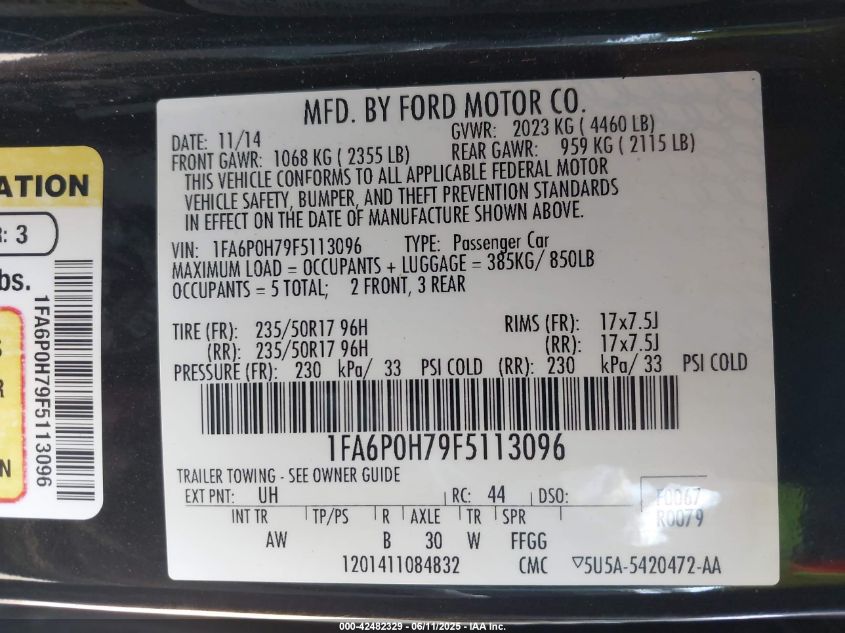 MFD. BY FORD MOTOR CO.
DATE: 11/14 GVWR: 2023 KG ( 4460 LB)
FRONT GAWR: 1068 KG ( 2355 LB) REAR GAWR: 959 KG ( 2115 LB)
THIS VEHICLE CONFORMS TO ALL APPLICABLE FEDERAL MOTOR
VEHICLE SAFETY, BUMPER, AND THEFT PREVENTION STANDARDS
IN EFFECT ON THE DATE OF MANUFACTURE SHOWN ABOVE.
VIN: 1FA6P0H79F5113096 TYPE: Passenger Car
MAXIMUM LOAD = OCCUPANTS + LUGGAGE = 385KG/ 850LB
OCCUPANTS = 5 TOTAL; 2 FRONT, 3 REAR
TIRE (FR): 235/50R17 96H RIMS (FR): 17x7.5J
(RR): 235/50R17 96H (RR): 17x7.5J
PRESSURE (FR): 230 kPa/ 33 PSI COLD (RR): 230 kPa/ 33 PSI COLD
1FA6P0H79F5113096
TRAILER TOWING - SEE OWNER GUIDE
EXT PNT: UH RC: 44 DSO: F0067
R0079
INT TR TP/PS R AXLE TR SPR
AW B 30 W FFGG
1201411084832 CMC ▽5U5A-5420472-AA
ATION
R: 3
bs.
S
R
N
1FA6P0H79F5113096
000-42482329 - 06/11/2025 - IAA Inc.